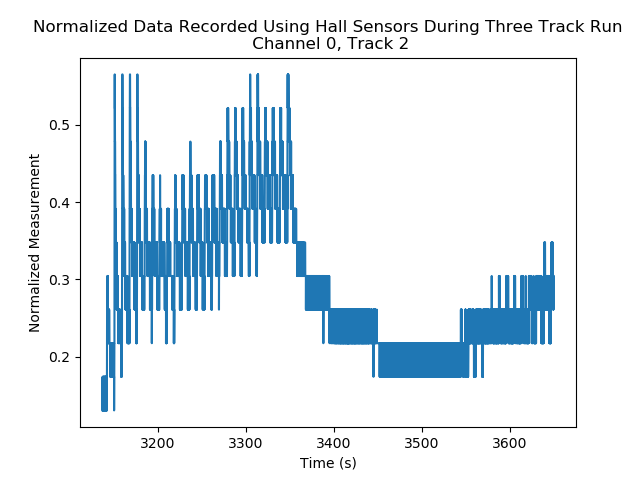 Normalized Data Recorded Using Hall Sensors During Three Track Run
Channel 0, Track 2
0.5
0.4
0.3
0.2
Normalized Measurement
3200 3300 3400 3500 3600
Time (s)